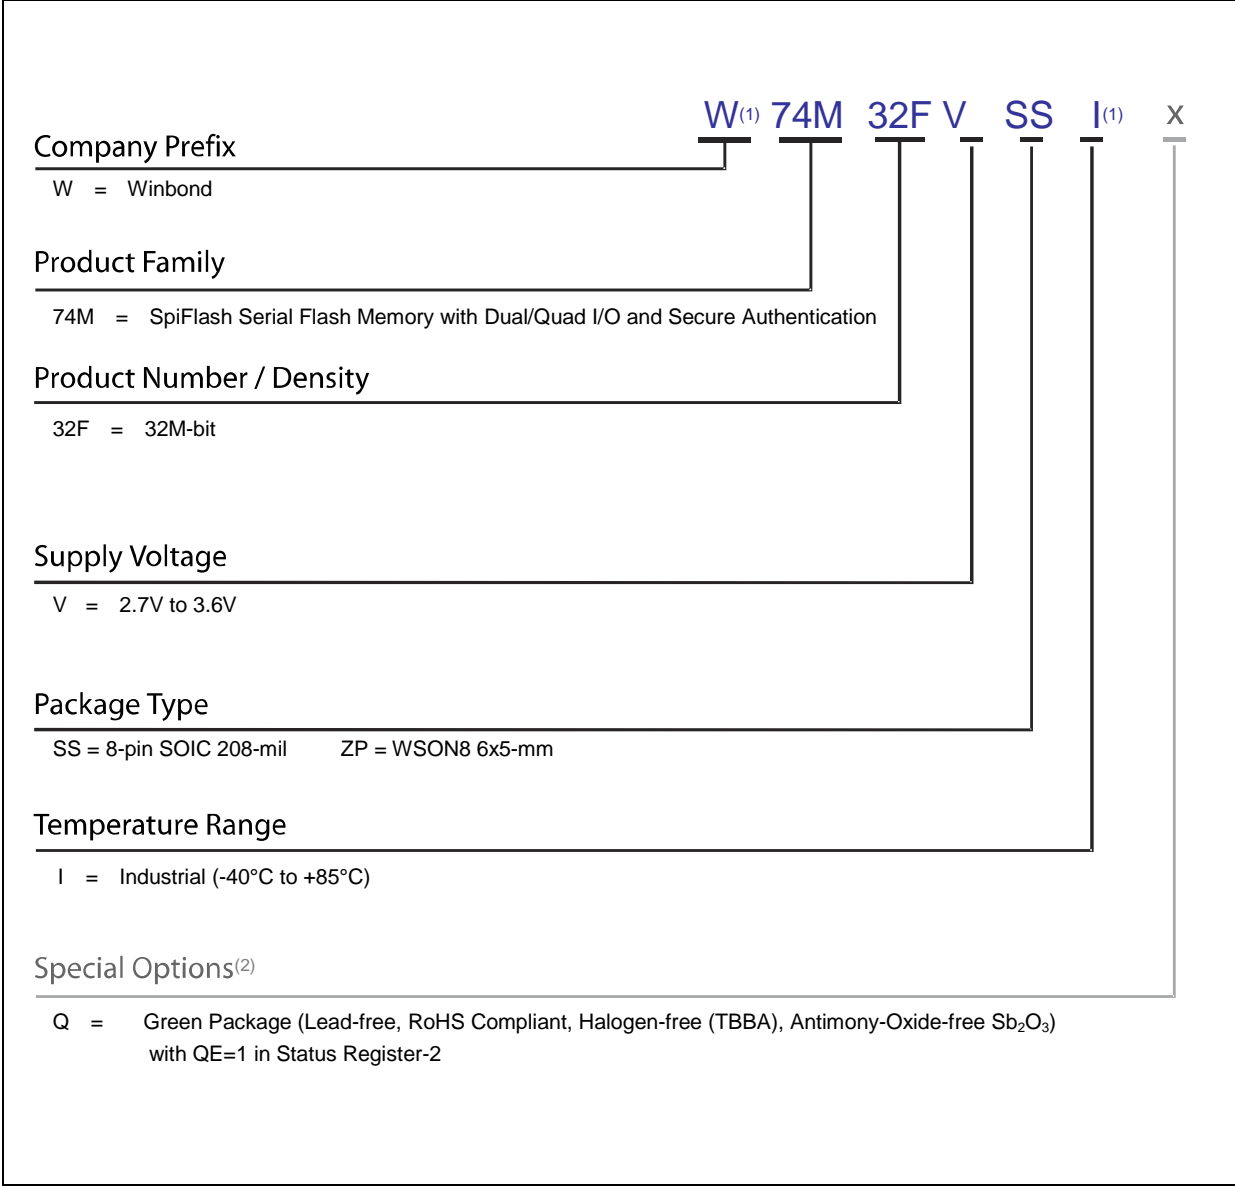 W(1) 74M 32F V SS I(1) x
Company Prefix
W = Winbond
Product Family
74M = SpiFlash Serial Flash Memory with Dual/Quad I/O and Secure Authentication
Product Number / Density
32F = 32M-bit
Supply Voltage
V = 2.7V to 3.6V
Package Type
SS = 8-pin SOIC 208-mil ZP = WSON8 6x5-mm
Temperature Range
I = Industrial (-40°C to +85°C)
Special Options(2)
Q = Green Package (Lead-free, RoHS Compliant, Halogen-free (TBBA), Antimony-Oxide-free Sb₂O₃)
with QE=1 in Status Register-2